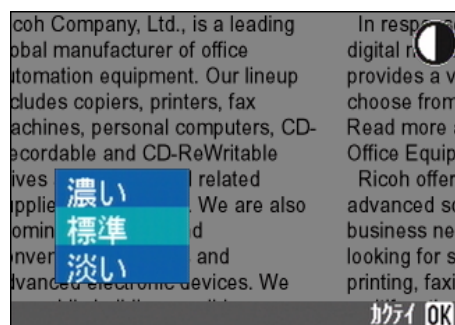 icoh Company, Ltd., is a leading
obal manufacturer of office
utomation equipment. Our lineup
cludes copiers, printers, fax
achines, personal computers, CD-
ecordable and CD-ReWritable
ives
related
pplie
. We are also
omin
d
onven
and
dvanced electronic devices. We
In resp
digital
provides a v
choose from
Read more a
Office Equip
Ricoh offer
advanced so
business ne
looking for s
printing, faxi
濃い
標準
淡い
ｶｸﾃｲ OK